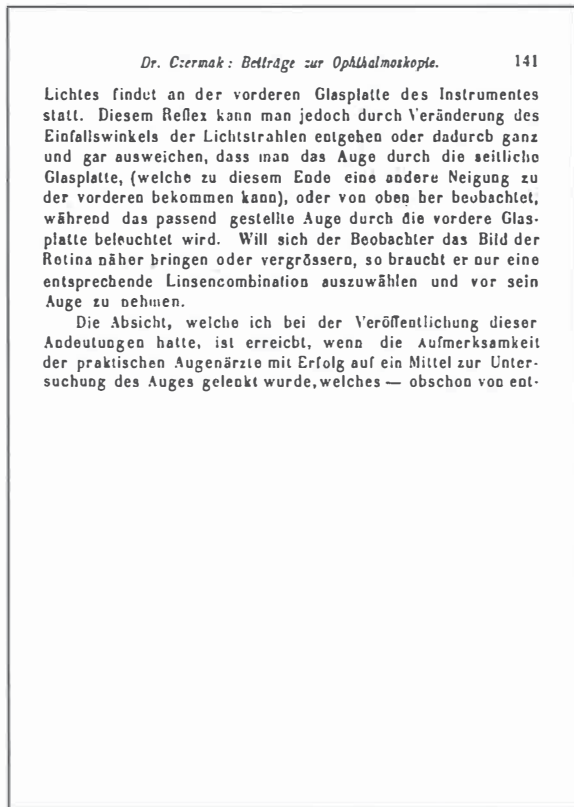 Dr. Czermak: Beiträge zur Ophthalmoskopie. 141
Lichtes findet an der vorderen Glasplatte des Instrumentes
statt. Diesem Reflex kann man jedoch durch Veränderung des
Einfallswinkels der Lichtstrahlen entgehen oder dadurch ganz
und gar ausweichen, dass man das Auge durch die seitliche
Glasplatte, (welche zu diesem Ende eine andere Neigung zu
der vorderen bekommen kann), oder von oben her beobachtet,
während das passend gestellte Auge durch die vordere Glas-
platte beleuchtet wird. Will sich der Beobachter das Bild der
Retina näher bringen oder vergrössern, so braucht er nur eine
entsprechende Linsencombination auszuwählen und vor sein
Auge zu nehmen.
Die Absicht, welche ich bei der Veröffentlichung dieser
Andeutungen hatte, ist erreicht, wenn die Aufmerksamkeit
der praktischen Augenärzte mit Erfolg auf ein Mittel zur Unter-
suchung des Auges gelenkt wurde, welches — obschon von ent-